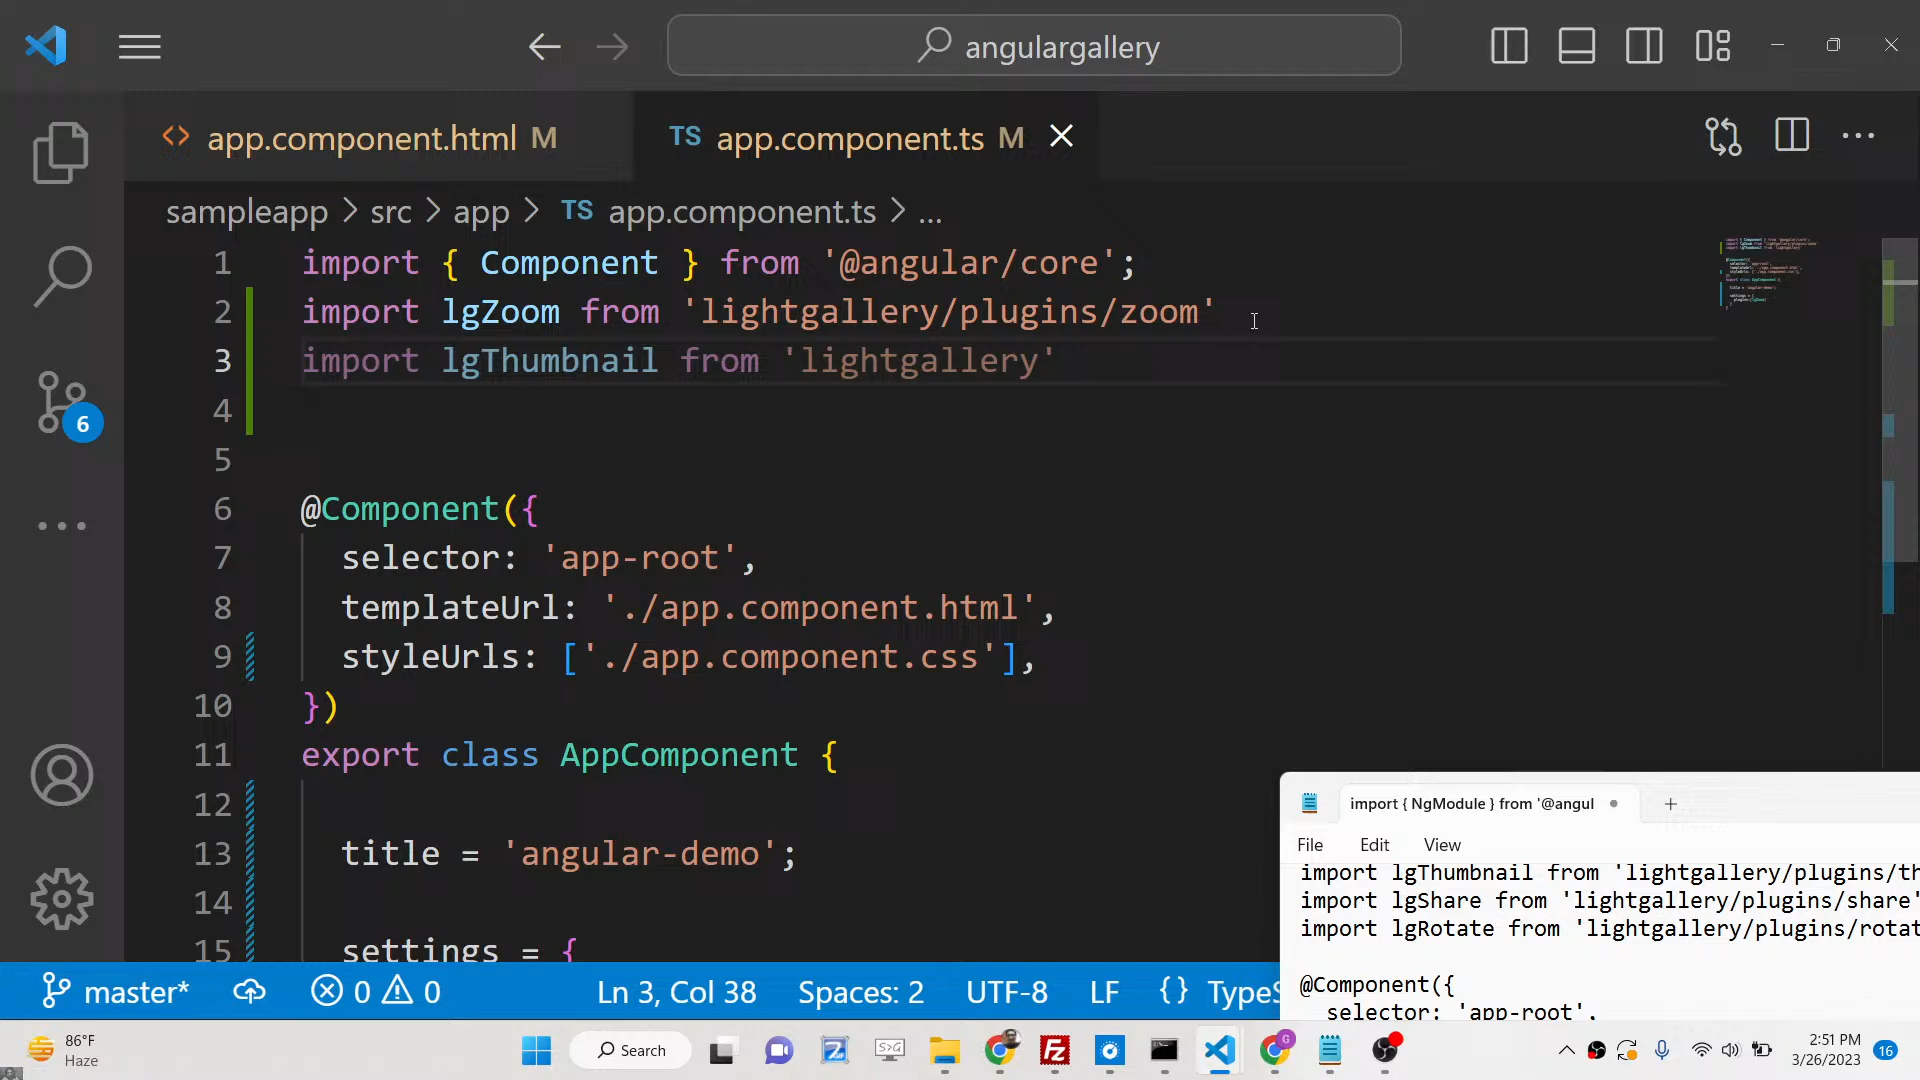 angulargallery
<> app.component.html M
TS app.component.ts M
sampleapp > src > app > TS app.component.ts > ...
1 import { Component } from '@angular/core';
2 import lgZoom from 'lightgallery/plugins/zoom'
3 import lgThumbnail from 'lightgallery'
4
5
6 @Component({
7 selector: 'app-root',
8 templateUrl: './app.component.html',
9 styleUrls: ['./app.component.css'],
10 })
11 export class AppComponent {
12
13 title = 'angular-demo';
14
15 settings = {
6
import { NgModule } from '@angul
File Edit View
import lgThumbnail from 'lightgallery/plugins/th
import lgShare from 'lightgallery/plugins/share'
import lgRotate from 'lightgallery/plugins/rotat
@Component({
selector: 'app-root',
master* 0 0 Ln 3, Col 38 Spaces: 2 UTF-8 LF {} TypeS
86°F
Haze
Search
2:51 PM
3/26/2023
16